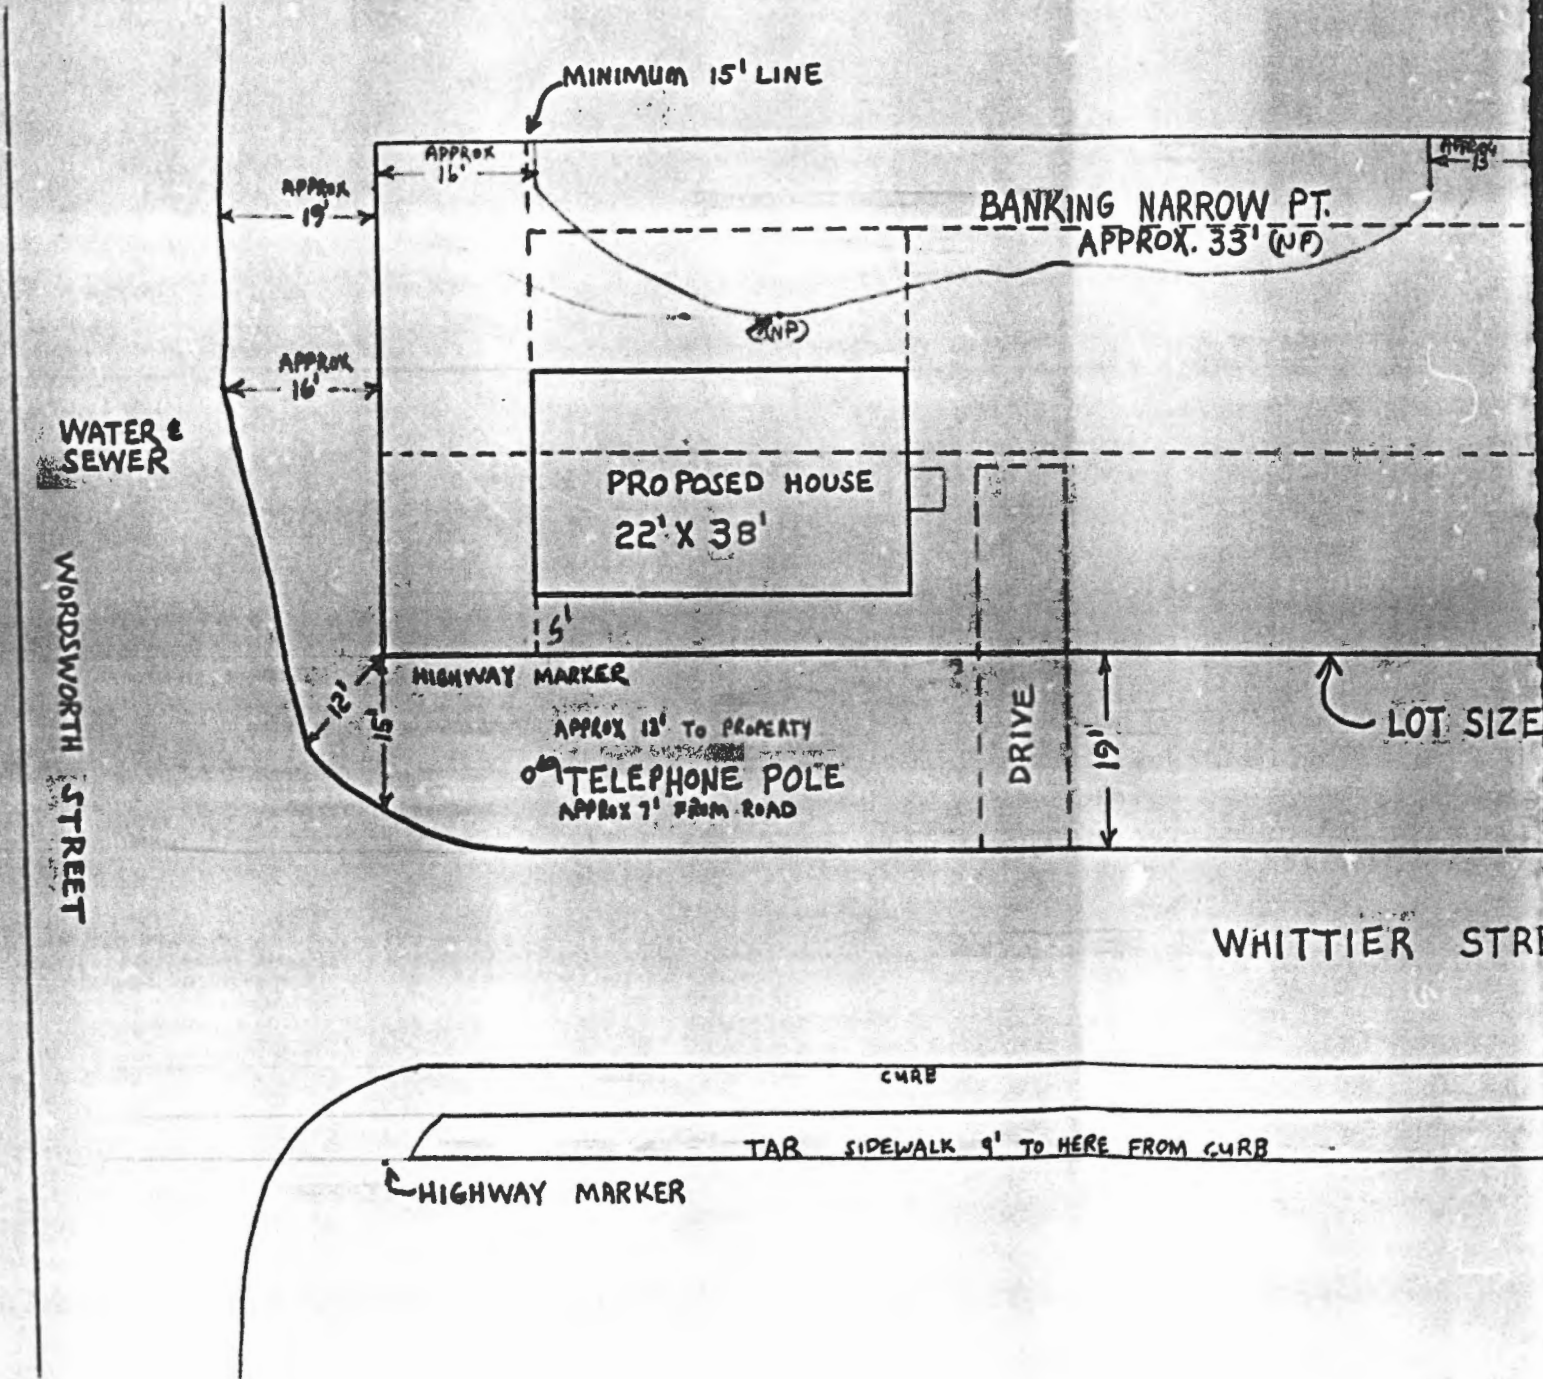 MINIMUM 15' LINE
APPROX
16'
APPROX
13'
APPROX
19'
BANKING NARROW PT.
APPROX. 33' (NP)
(NP)
APPROX
16'
WATER &
SEWER
PROPOSED HOUSE
22' X 38'
WORDSWORTH STREET
5'
HIGHWAY MARKER
12'
15'
APPROX 13' TO PROPERTY
TELEPHONE POLE
APPROX 7' FROM ROAD
DRIVE
19'
LOT SIZE
WHITTIER STRE
CURB
TAR SIDEWALK 9' TO HERE FROM CURB
HIGHWAY MARKER